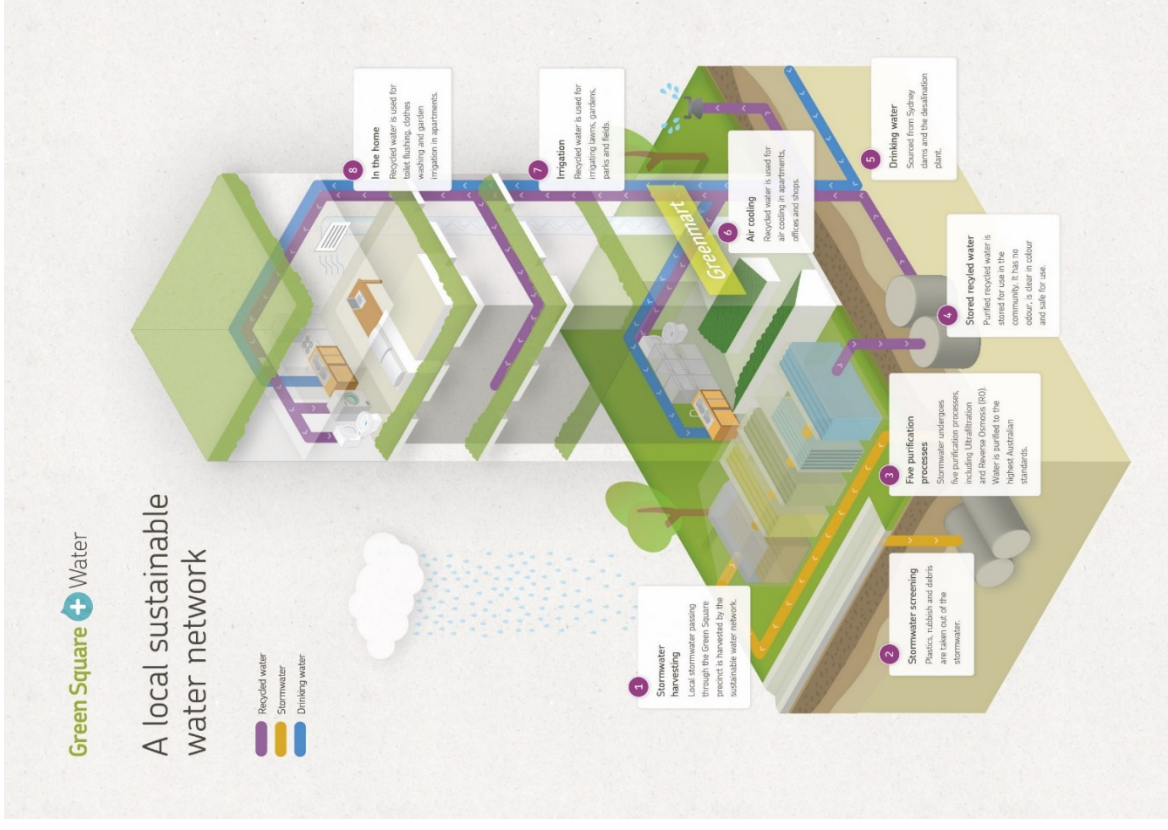 Green Square + Water
A local sustainable
water network
Recycled water
Stormwater
Drinking water
1
Stormwater
harvesting
Local stormwater passing
through the Green Square
precinct is harvested by the
sustainable water network.
2
Stormwater screening
Plastics, rubbish and debris
are taken out of the
stormwater.
3
Five purification
processes
Stormwater undergoes
five purification processes,
including Ultrafiltration
and Reverse Osmosis (RO).
Water is purified to the
highest Australian
standards.
4
Stored recyled water
Purified recycled water is
stored for use in the
community. It has no
odour, is clear in colour
and safe for use.
5
Drinking water
Sourced from Sydney
dams and the desalination
plant.
6
Air cooling
Recycled water is used for
air cooling in apartments,
offices and shops.
7
Irrigation
Recycled water is used for
irrigating lawns, gardens,
parks and fields.
8
In the home
Recycled water is used for
toilet flushing, clothes
washing and garden
irrigation in apartments.
Greenmart